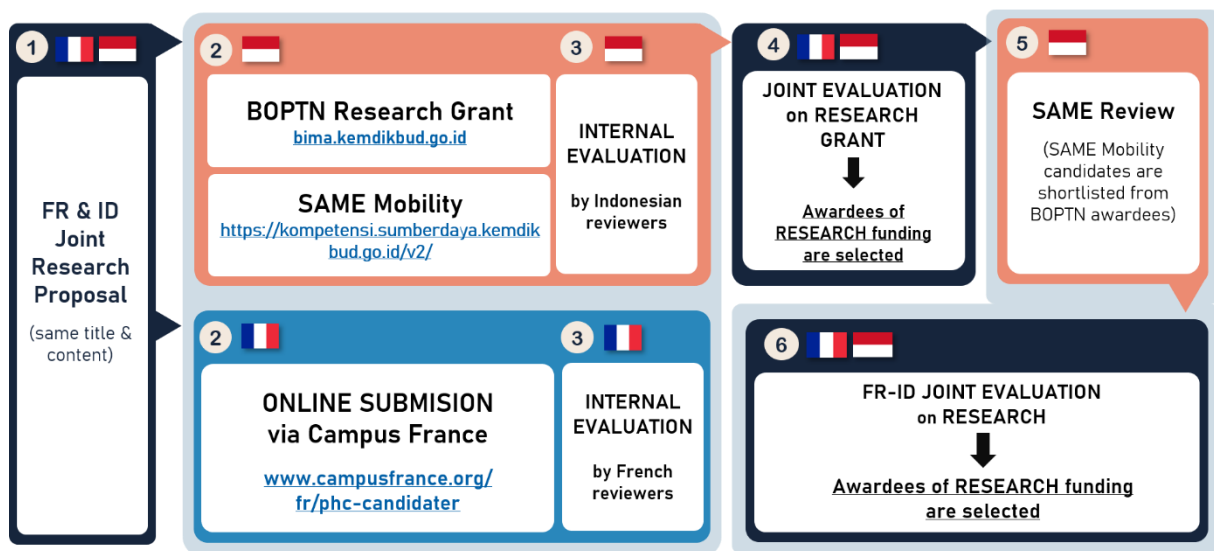 1
FR & ID
Joint
Research
Proposal
(same title &
content)
2
BOPTN Research Grant
bima.kemdikbud.go.id
SAME Mobility
https://kompetensi.sumberdaya.kemdik
bud.go.id/v2/
3
INTERNAL
EVALUATION
by Indonesian
reviewers
2
ONLINE SUBMISION
via Campus France
www.campusfrance.org/
fr/phc-candidater
3
INTERNAL
EVALUATION
by French
reviewers
4
JOINT EVALUATION
on RESEARCH
GRANT
Awardees of
RESEARCH funding
are selected
5
SAME Review
(SAME Mobility
candidates are
shortlisted from
BOPTN awardees)
6
FR-ID JOINT EVALUATION
on RESEARCH
Awardees of RESEARCH funding
are selected